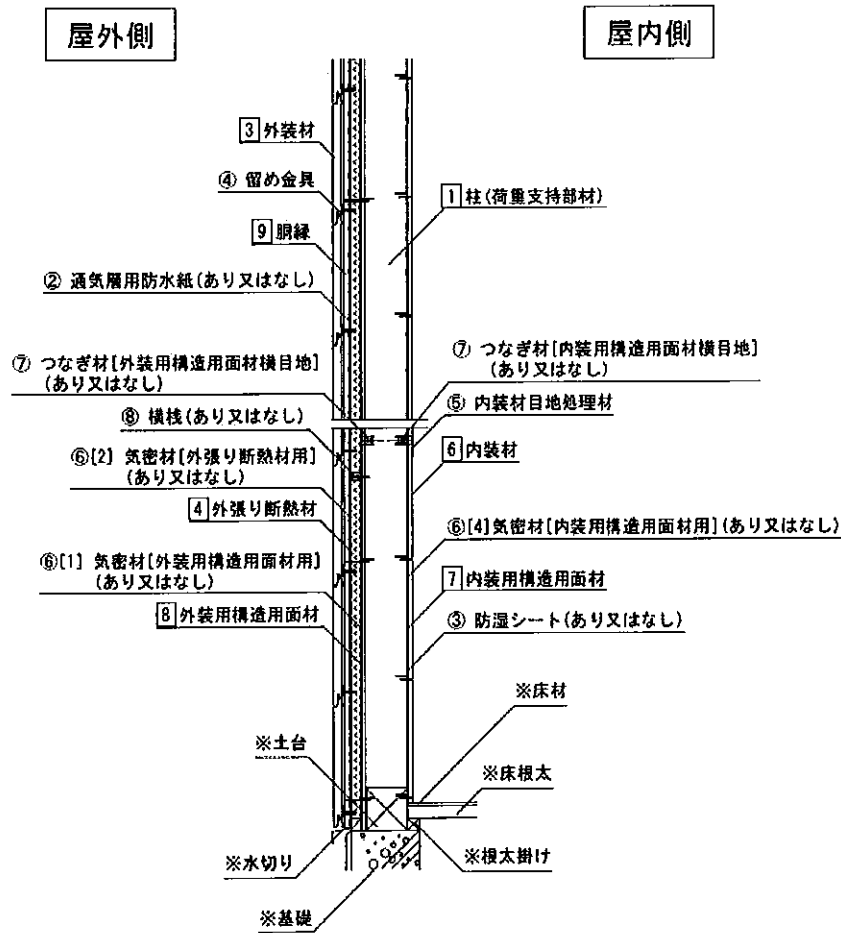 屋外側
屋内側
3 外装材
④ 留め金具
1 柱(荷重支持部材)
9 胴縁
② 通気層用防水紙(あり又はなし)
⑦ つなぎ材[外装用構造用面材横目地]
(あり又はなし)
⑦ つなぎ材[内装用構造用面材横目地]
(あり又はなし)
⑧ 横桟(あり又はなし)
⑤ 内装材目地処理材
⑥[2] 気密材[外張り断熱材用]
(あり又はなし)
6 内装材
4 外張り断熱材
⑥[4]気密材[内装用構造用面材用](あり又はなし)
⑥[1] 気密材[外装用構造用面材用]
(あり又はなし)
7 内装用構造用面材
8 外装用構造用面材
③ 防湿シート(あり又はなし)
※床材
※土台
※床根太
※水切り
※根太掛け
※基礎